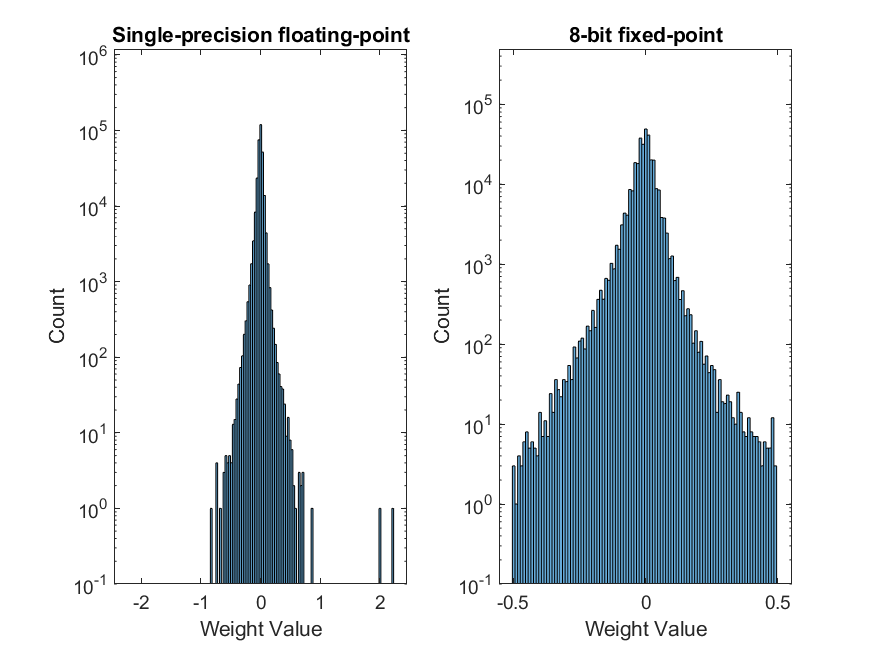 Single-precision floating-point
10^6
10^5
10^4
10^3
10^2
10^1
10^0
10^-1
Count
-2 -1 0 1 2
Weight Value
8-bit fixed-point
10^5
10^4
10^3
10^2
10^1
10^0
10^-1
Count
-0.5 0 0.5
Weight Value